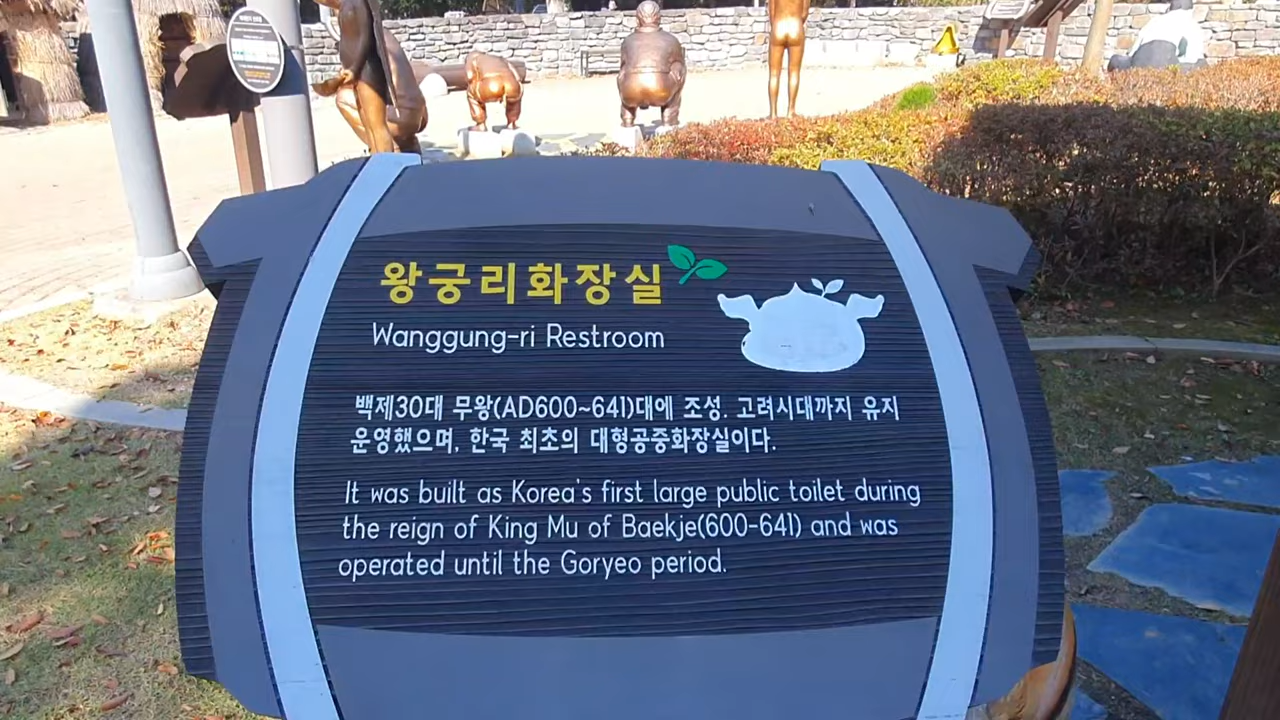 왕궁리화장실
Wanggung-ri Restroom
백제30대 무왕(AD600~641)대에 조성. 고려시대까지 유지
운영했으며, 한국 최초의 대형공중화장실이다.
It was built as Korea's first large public toilet during
the reign of King Mu of Baekje(600-641) and was
operated until the Goryeo period.